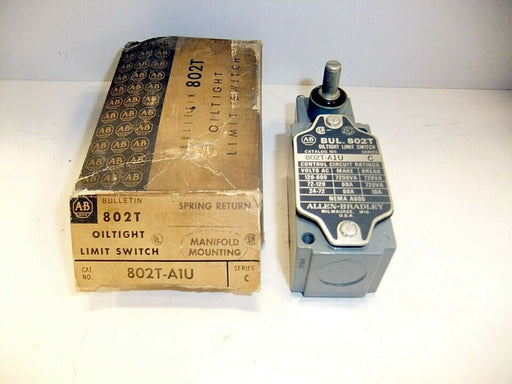 BULLETIN 802T
OILTIGHT
LIMIT SWITCH
A-B
BULLETIN
802T
OILTIGHT
LIMIT SWITCH
SPRING RETURN
MANIFOLD
MOUNTING
CAT
NO.
802T-A1U
SERIES
C
AB
BUL. 802T
OILTIGHT LIMIT SWITCH
CATALOG NO. SERIES
802T-A1U C
CONTROL CIRCUIT RATINGS
VOLTS AC MAKE BREAK
120-600 7200VA 720VA
72-120 60A 720VA
24-72 60A 10A
NEMA A600
ALLEN-BRADLEY
MILWAUKEE, WIS.
U.S.A.